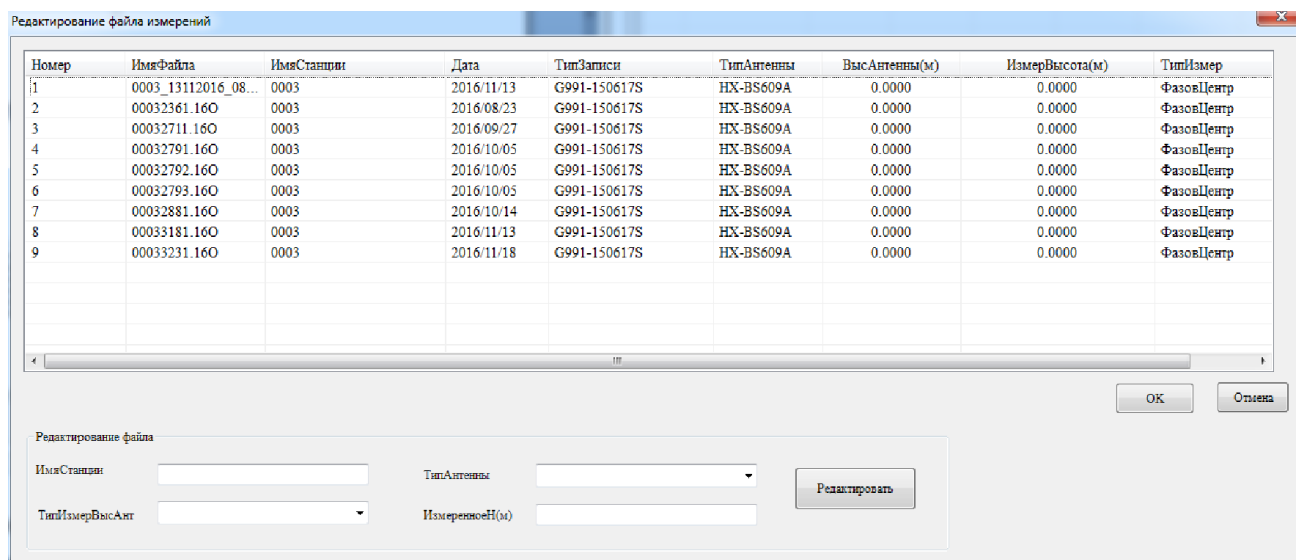 Редактирование файла измерений
Номер ИмяФайла ИмяСтанции Дата ТипЗаписи ТипАнтенны ВысАнтенны(м) ИзмерВысота(м) ТипИзмер
1 0003_13112016_08... 0003 2016/11/13 G991-150617S HX-BS609A 0.0000 0.0000 ФазовЦентр
2 00032361.16O 0003 2016/08/23 G991-150617S HX-BS609A 0.0000 0.0000 ФазовЦентр
3 00032711.16O 0003 2016/09/27 G991-150617S HX-BS609A 0.0000 0.0000 ФазовЦентр
4 00032791.16O 0003 2016/10/05 G991-150617S HX-BS609A 0.0000 0.0000 ФазовЦентр
5 00032792.16O 0003 2016/10/05 G991-150617S HX-BS609A 0.0000 0.0000 ФазовЦентр
6 00032793.16O 0003 2016/10/05 G991-150617S HX-BS609A 0.0000 0.0000 ФазовЦентр
7 00032881.16O 0003 2016/10/14 G991-150617S HX-BS609A 0.0000 0.0000 ФазовЦентр
8 00033181.16O 0003 2016/11/13 G991-150617S HX-BS609A 0.0000 0.0000 ФазовЦентр
9 00033231.16O 0003 2016/11/18 G991-150617S HX-BS609A 0.0000 0.0000 ФазовЦентр
OK Отмена
Редактирование файла
ИмяСтанции ТипАнтенны
Редактировать
ТипИзмерВысАнт ИзмеренноеН(м)